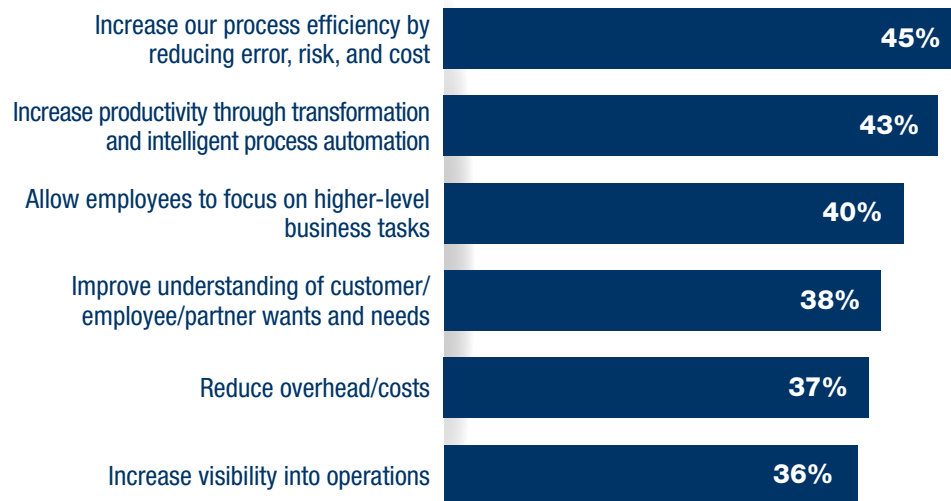 Increase our process efficiency by
reducing error, risk, and cost
45%
Increase productivity through transformation
and intelligent process automation
43%
Allow employees to focus on higher-level
business tasks
40%
Improve understanding of customer/
employee/partner wants and needs
38%
Reduce overhead/costs
37%
Increase visibility into operations
36%